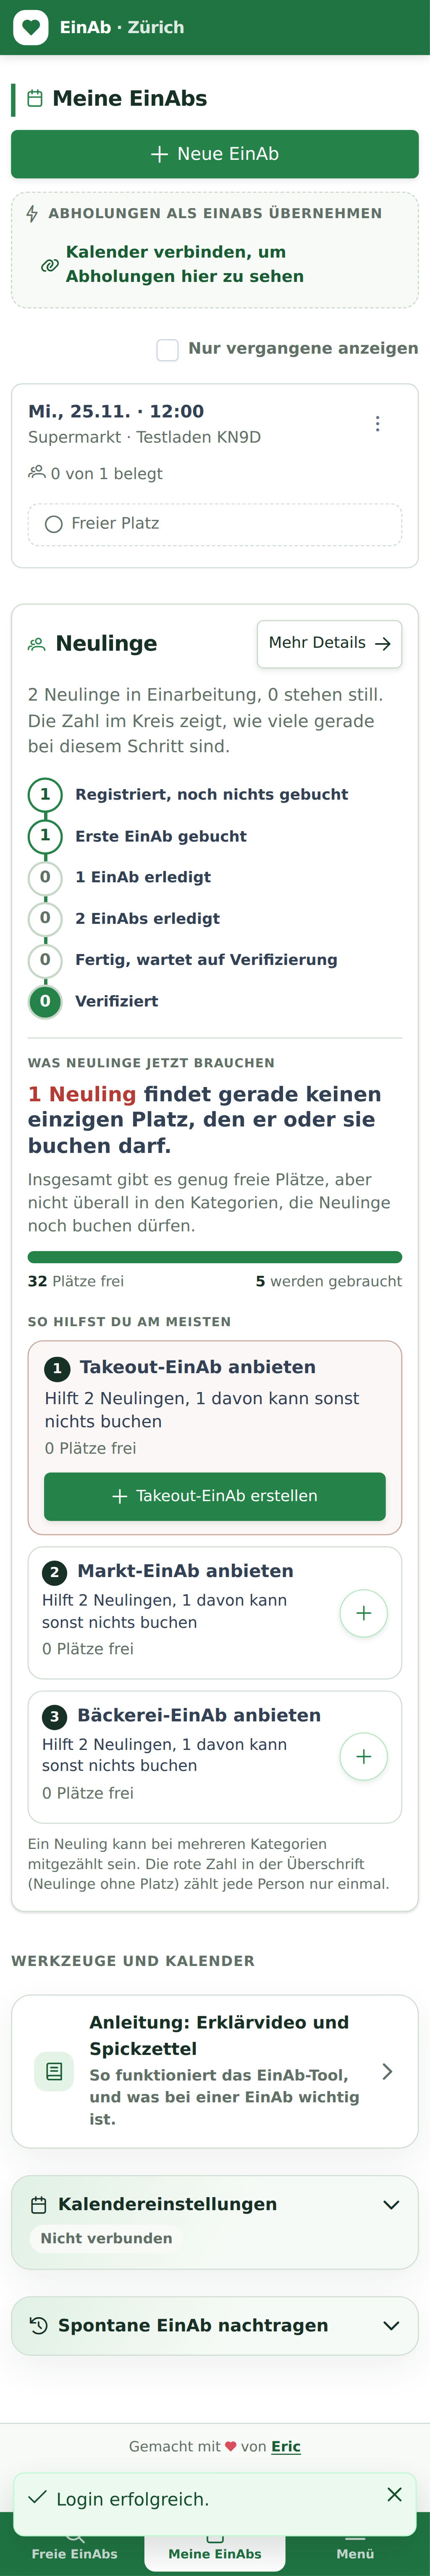 EinAb · Zürich
Meine EinAbs
Neue EinAb
ABHOLUNGEN ALS EINABS ÜBERNEHMEN
Kalender verbinden, um
Abholungen hier zu sehen
Nur vergangene anzeigen
Mi., 25.11. · 12:00
Supermarkt · Testladen KN9D
0 von 1 belegt
Freier Platz
Neulinge
Mehr Details →
2 Neulinge in Einarbeitung, 0 stehen still.
Die Zahl im Kreis zeigt, wie viele gerade
bei diesem Schritt sind.
1 Registriert, noch nichts gebucht
1 Erste EinAb gebucht
0 1 EinAb erledigt
0 2 EinAbs erledigt
0 Fertig, wartet auf Verifizierung
0 Verifiziert
WAS NEULINGE JETZT BRAUCHEN
1 Neuling findet gerade keinen
einzigen Platz, den er oder sie
buchen darf.
Insgesamt gibt es genug freie Plätze, aber
nicht überall in den Kategorien, die Neulinge
noch buchen dürfen.
32 Plätze frei 5 werden gebraucht
SO HILFST DU AM MEISTEN
1 Takeout-EinAb anbieten
Hilft 2 Neulingen, 1 davon kann sonst
nichts buchen
0 Plätze frei
Takeout-EinAb erstellen
2 Markt-EinAb anbieten
Hilft 2 Neulingen, 1 davon kann
sonst nichts buchen
0 Plätze frei
3 Bäckerei-EinAb anbieten
Hilft 2 Neulingen, 1 davon kann
sonst nichts buchen
0 Plätze frei
Ein Neuling kann bei mehreren Kategorien
mitgezählt sein. Die rote Zahl in der Überschrift
(Neulinge ohne Platz) zählt jede Person nur einmal.
WERKZEUGE UND KALENDER
Anleitung: Erklärvideo und
Spickzettel
So funktioniert das EinAb-Tool,
und was bei einer EinAb wichtig
ist.
Kalendereinstellungen
Nicht verbunden
Spontane EinAb nachtragen
Gemacht mit ❤ von Eric
Login erfolgreich.
Freie EinAbs Meine EinAbs Menü